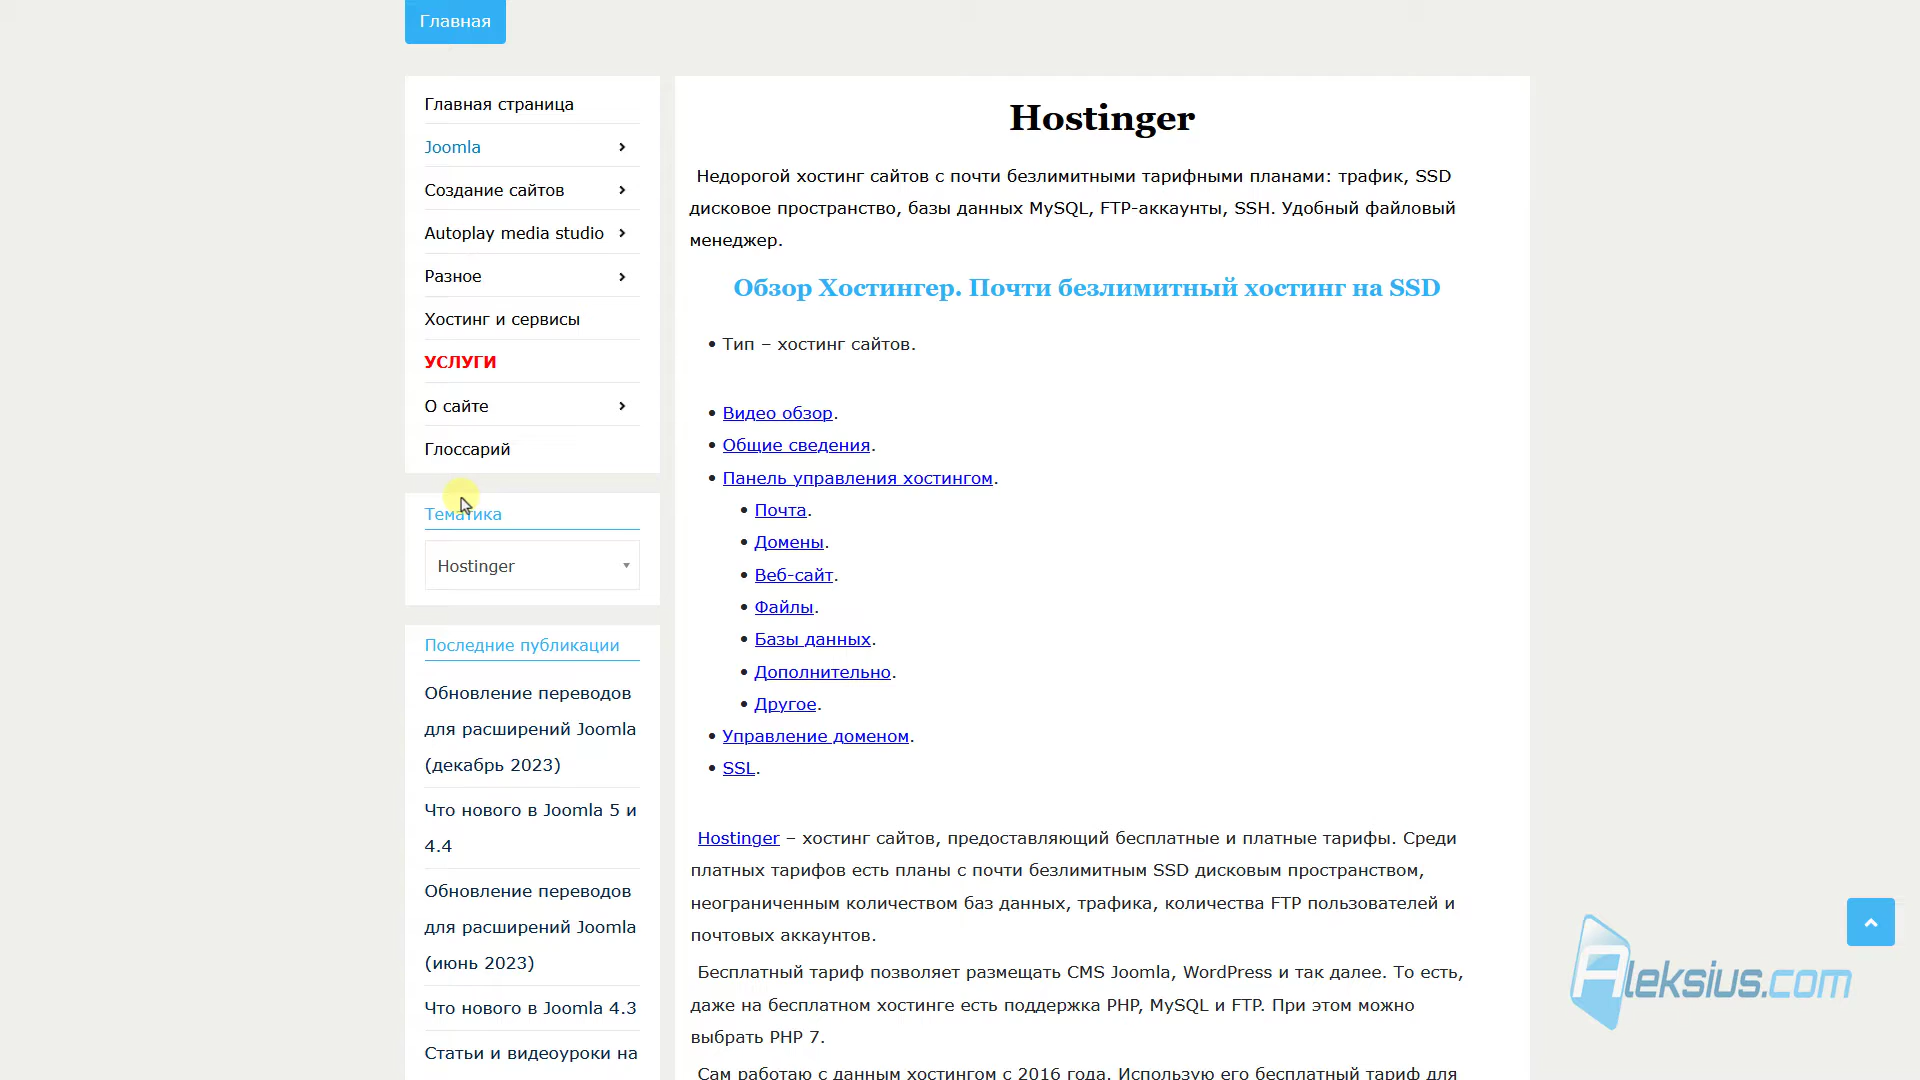 Главная
Главная страница
Joomla
Создание сайтов
Autoplay media studio
Разное
Хостинг и сервисы
УСЛУГИ
О сайте
Глоссарий
Тематика
Hostinger
Последние публикации
Обновление переводов
для расширений Joomla
(декабрь 2023)
Что нового в Joomla 5 и
4.4
Обновление переводов
для расширений Joomla
(июнь 2023)
Что нового в Joomla 4.3
Статьи и видеоуроки на
Hostinger
Недорогой хостинг сайтов с почти безлимитными тарифными планами: трафик, SSD
дисковое пространство, базы данных MySQL, FTP-аккаунты, SSH. Удобный файловый
менеджер.
Обзор Хостингер. Почти безлимитный хостинг на SSD
• Тип – хостинг сайтов.
• Видео обзор.
• Общие сведения.
• Панель управления хостингом.
• Почта.
• Домены.
• Веб-сайт.
• Файлы.
• Базы данных.
• Дополнительно.
• Другое.
• Управление доменом.
• SSL.
Hostinger – хостинг сайтов, предоставляющий бесплатные и платные тарифы. Среди
платных тарифов есть планы с почти безлимитным SSD дисковым пространством,
неограниченным количеством баз данных, трафика, количества FTP пользователей и
почтовых аккаунтов.
Бесплатный тариф позволяет размещать CMS Joomla, WordPress и так далее. То есть,
даже на бесплатном хостинге есть поддержка PHP, MySQL и FTP. При этом можно
выбрать PHP 7.
Сам работаю с данным хостингом с 2016 года. Использую его бесплатный тариф для
Aleksius.com